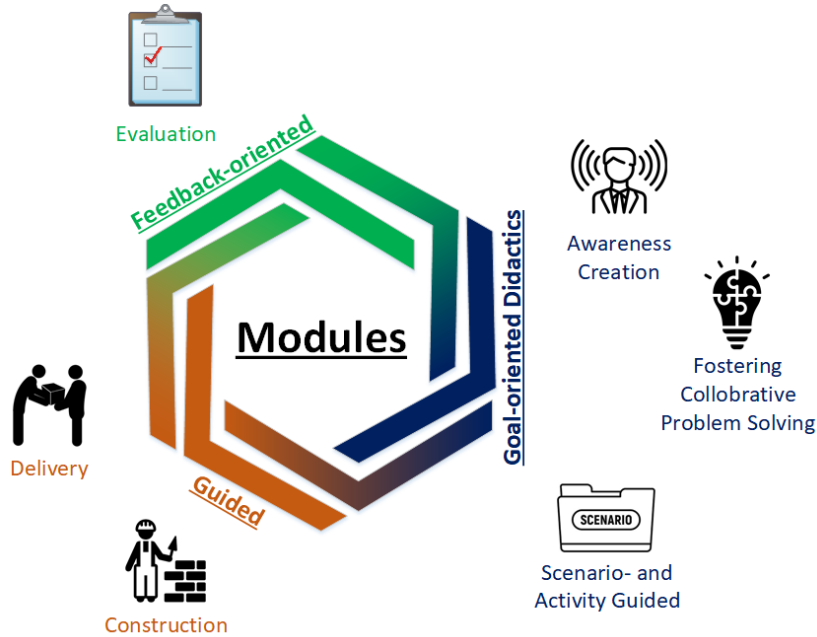 Evaluation
Feedback-oriented
Awareness
Creation
Goal-oriented Didactics
Modules
Fostering
Collobrative
Problem Solving
Delivery
Guided
SCENARIO
Scenario- and
Activity Guided
Construction